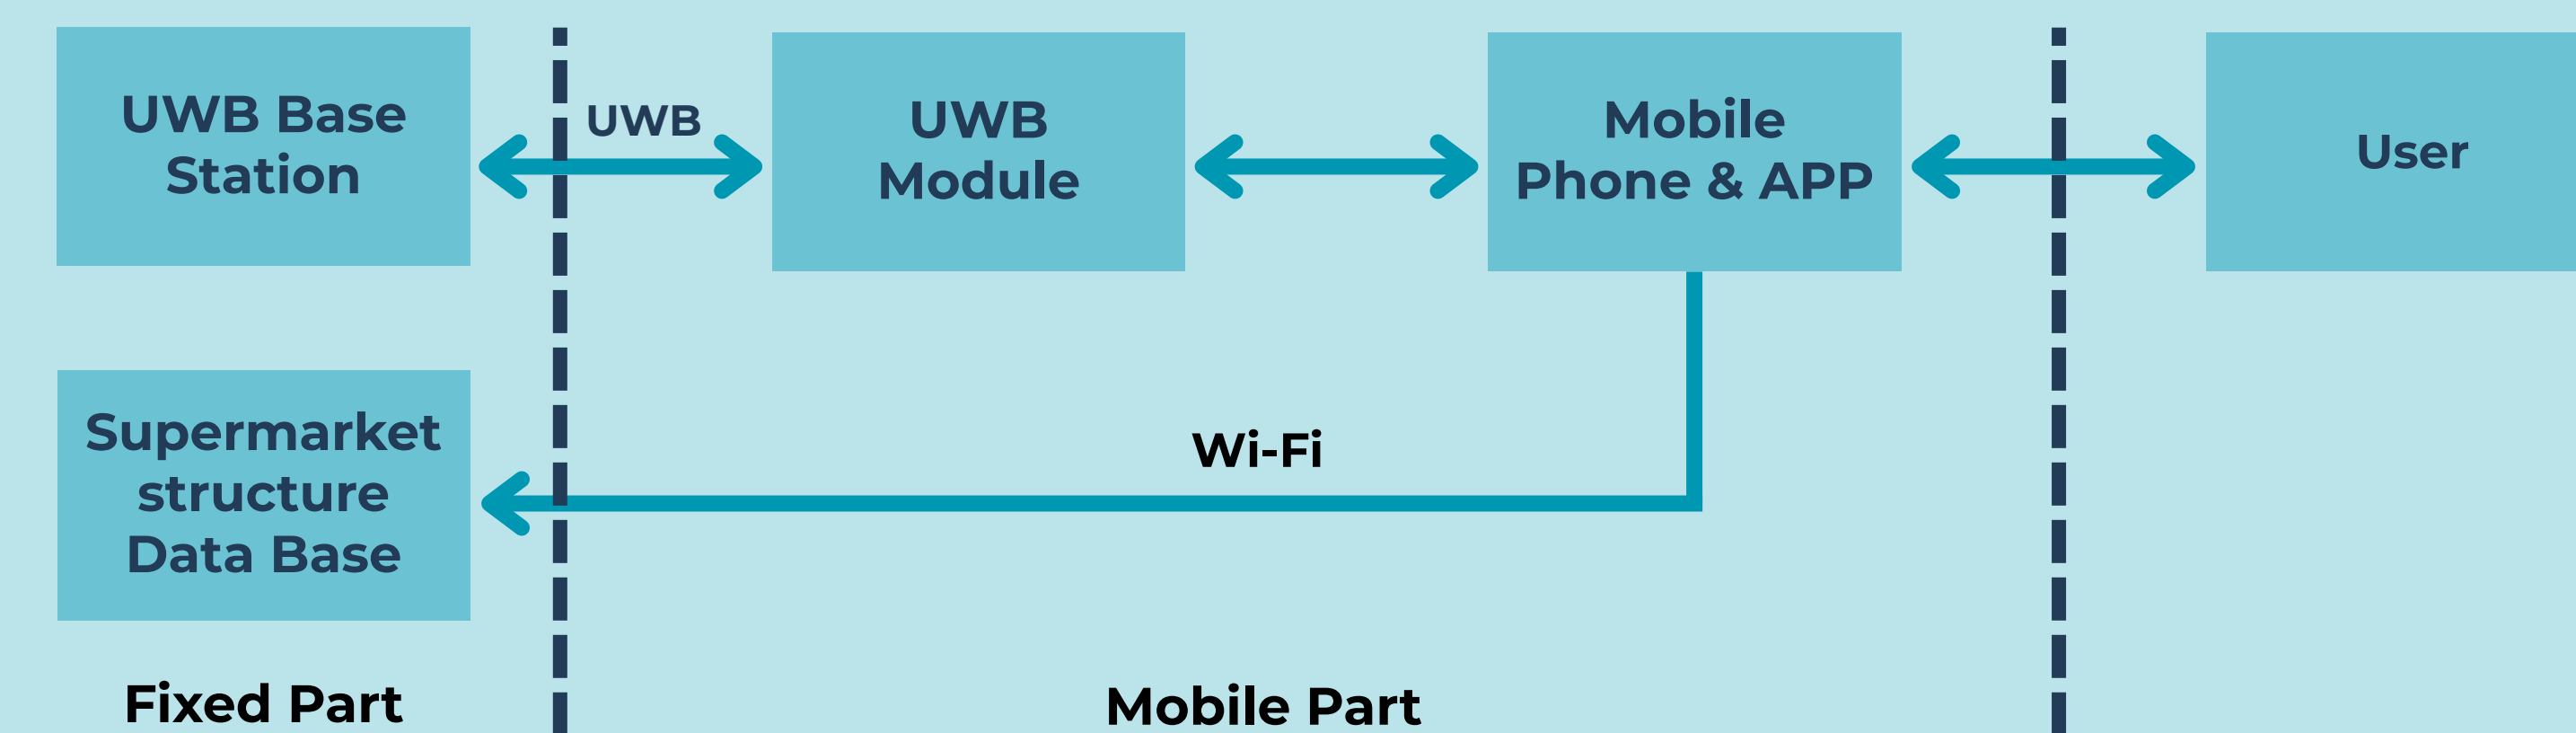 UWB Base
Station
UWB
UWB
Module
Mobile
Phone & APP
User
Supermarket
structure
Data Base
Wi-Fi
Fixed Part
Mobile Part